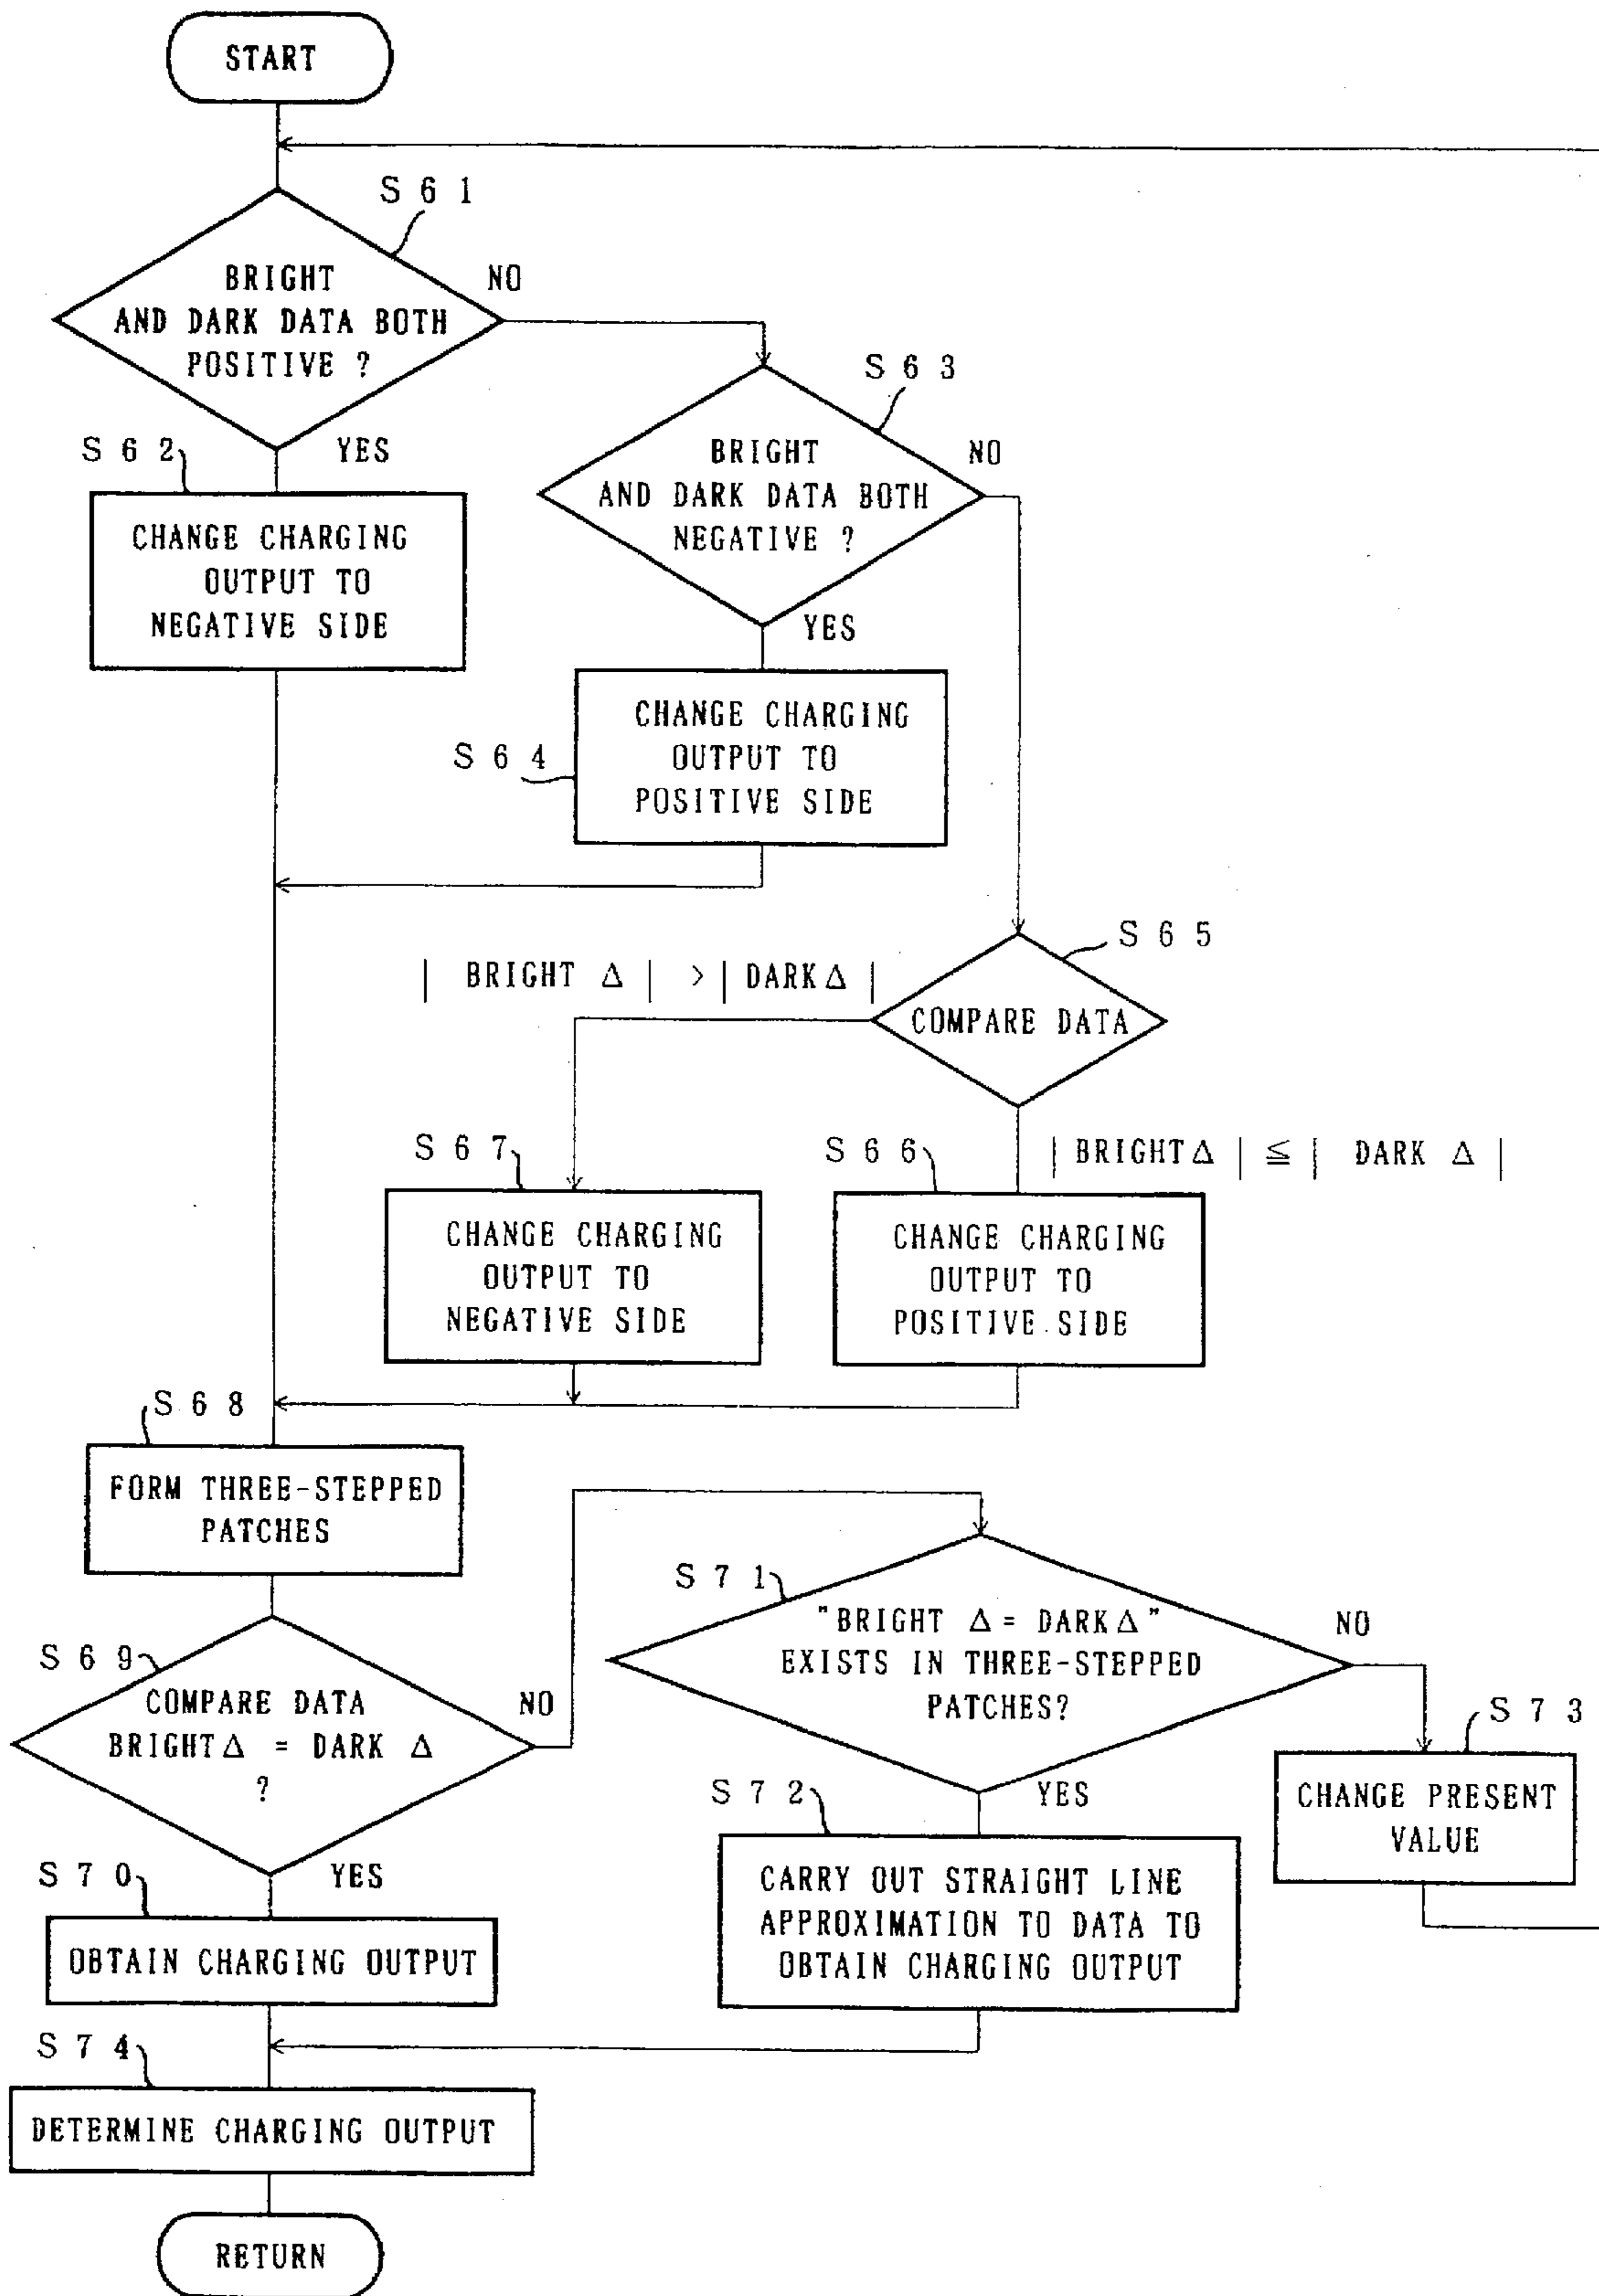 START
S 6 1
BRIGHT
AND DARK DATA BOTH
POSITIVE ?
NO
YES
S 6 2
CHANGE CHARGING
OUTPUT TO
NEGATIVE SIDE
S 6 3
BRIGHT
AND DARK DATA BOTH
NEGATIVE ?
NO
YES
S 6 4
CHANGE CHARGING
OUTPUT TO
POSITIVE SIDE
S 6 5
COMPARE DATA
| BRIGHT Δ | > | DARK Δ |
| BRIGHT Δ | ≦ | DARK Δ |
S 6 7
CHANGE CHARGING
OUTPUT TO
NEGATIVE SIDE
S 6 6
CHANGE CHARGING
OUTPUT TO
POSITIVE SIDE
S 6 8
FORM THREE-STEPPED
PATCHES
S 6 9
COMPARE DATA
BRIGHT Δ = DARK Δ
?
NO
YES
S 7 1
"BRIGHT Δ = DARK Δ"
EXISTS IN THREE-STEPPED
PATCHES?
NO
YES
S 7 3
CHANGE PRESENT
VALUE
S 7 2
CARRY OUT STRAIGHT LINE
APPROXIMATION TO DATA TO
OBTAIN CHARGING OUTPUT
S 7 0
OBTAIN CHARGING OUTPUT
S 7 4
DETERMINE CHARGING OUTPUT
RETURN